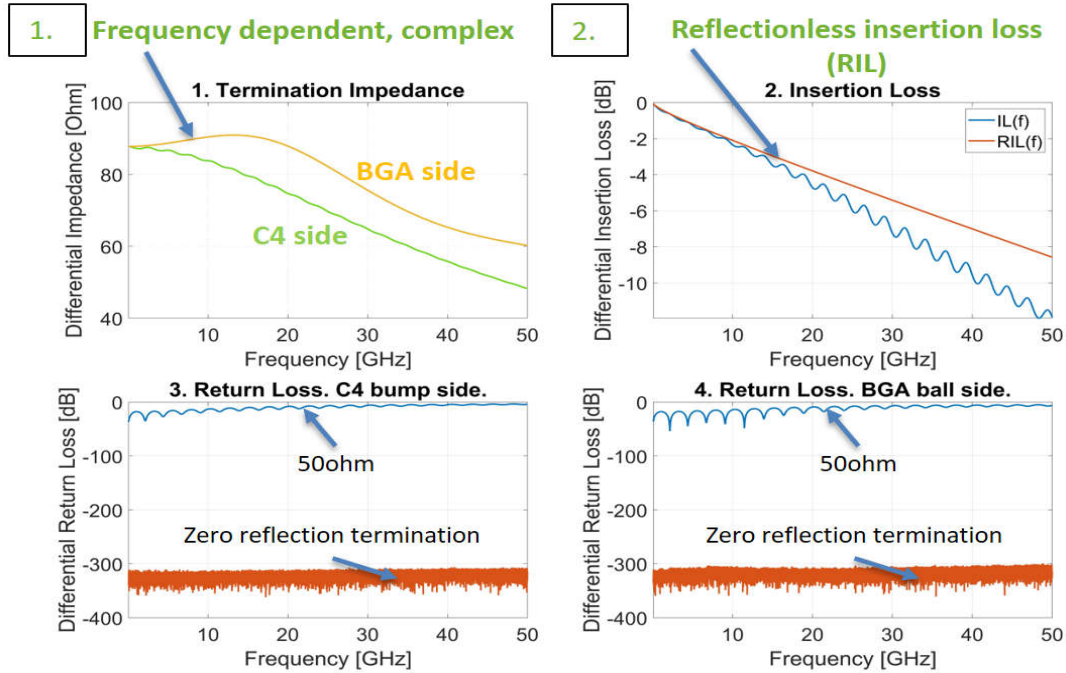 1.
Frequency dependent, complex
2.
Reflectionless insertion loss
(RIL)
1. Termination Impedance
Differential Impedance [Ohm]
100
80
60
40
BGA side
C4 side
10 20 30 40 50
Frequency [GHz]
2. Insertion Loss
Differential Insertion Loss [dB]
0
-2
-4
-6
-8
-10
IL(f)
RIL(f)
10 20 30 40 50
Frequency [GHz]
3. Return Loss. C4 bump side.
Differential Return Loss [dB]
0
-100
-200
-300
-400
50ohm
Zero reflection termination
10 20 30 40 50
Frequency [GHz]
4. Return Loss. BGA ball side.
Differential Return Loss [dB]
0
-100
-200
-300
-400
50ohm
Zero reflection termination
10 20 30 40 50
Frequency [GHz]